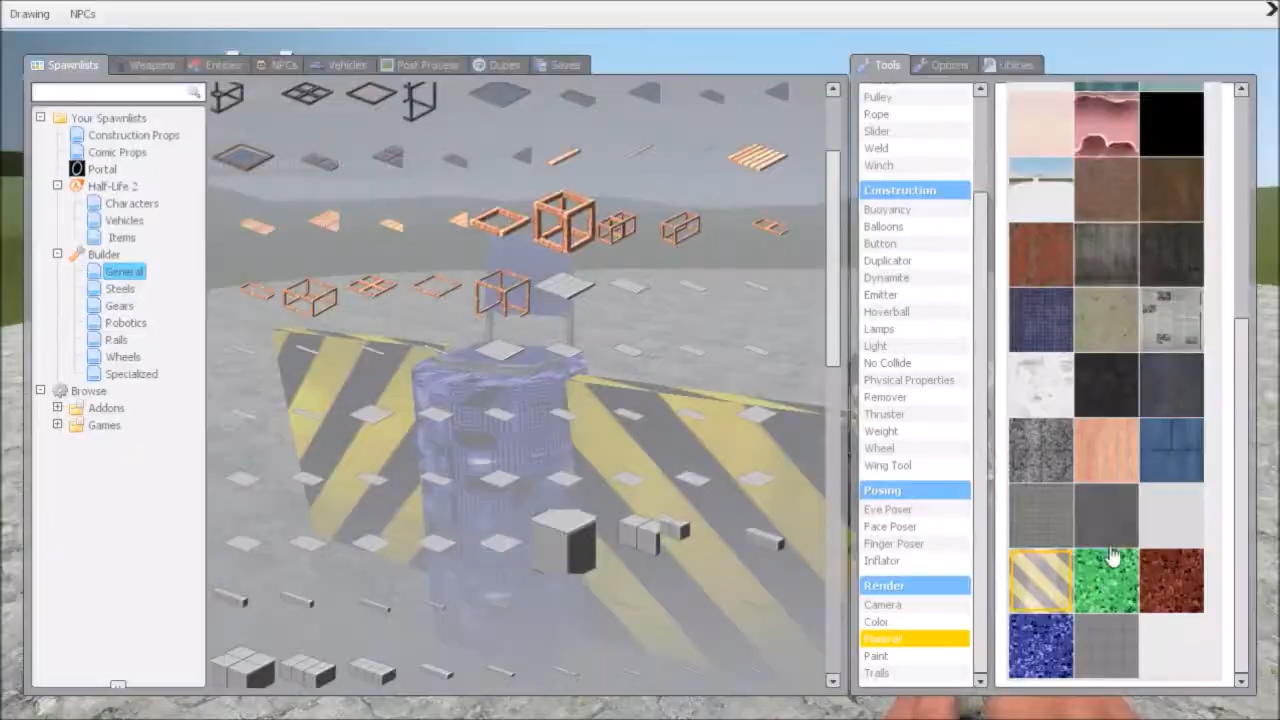 Drawing NPCs
Spawnlists Weapons Entities NPCs Vehicles Post Process Dupes Saves
Tools Options Utilities
Your Spawnlists
Construction Props
Comic Props
Portal
Half-Life 2
Characters
Vehicles
Items
Builder
General
Steels
Gears
Robotics
Rails
Wheels
Specialized
Browse
Addons
Games
Pulley
Rope
Slider
Weld
Winch
Construction
Buoyancy
Balloons
Button
Duplicator
Dynamite
Emitter
Hoverball
Lamps
Light
No Collide
Physical Properties
Remover
Thruster
Weight
Wheel
Wing Tool
Posing
Eye Poser
Face Poser
Finger Poser
Inflator
Render
Camera
Color
Material
Paint
Trails